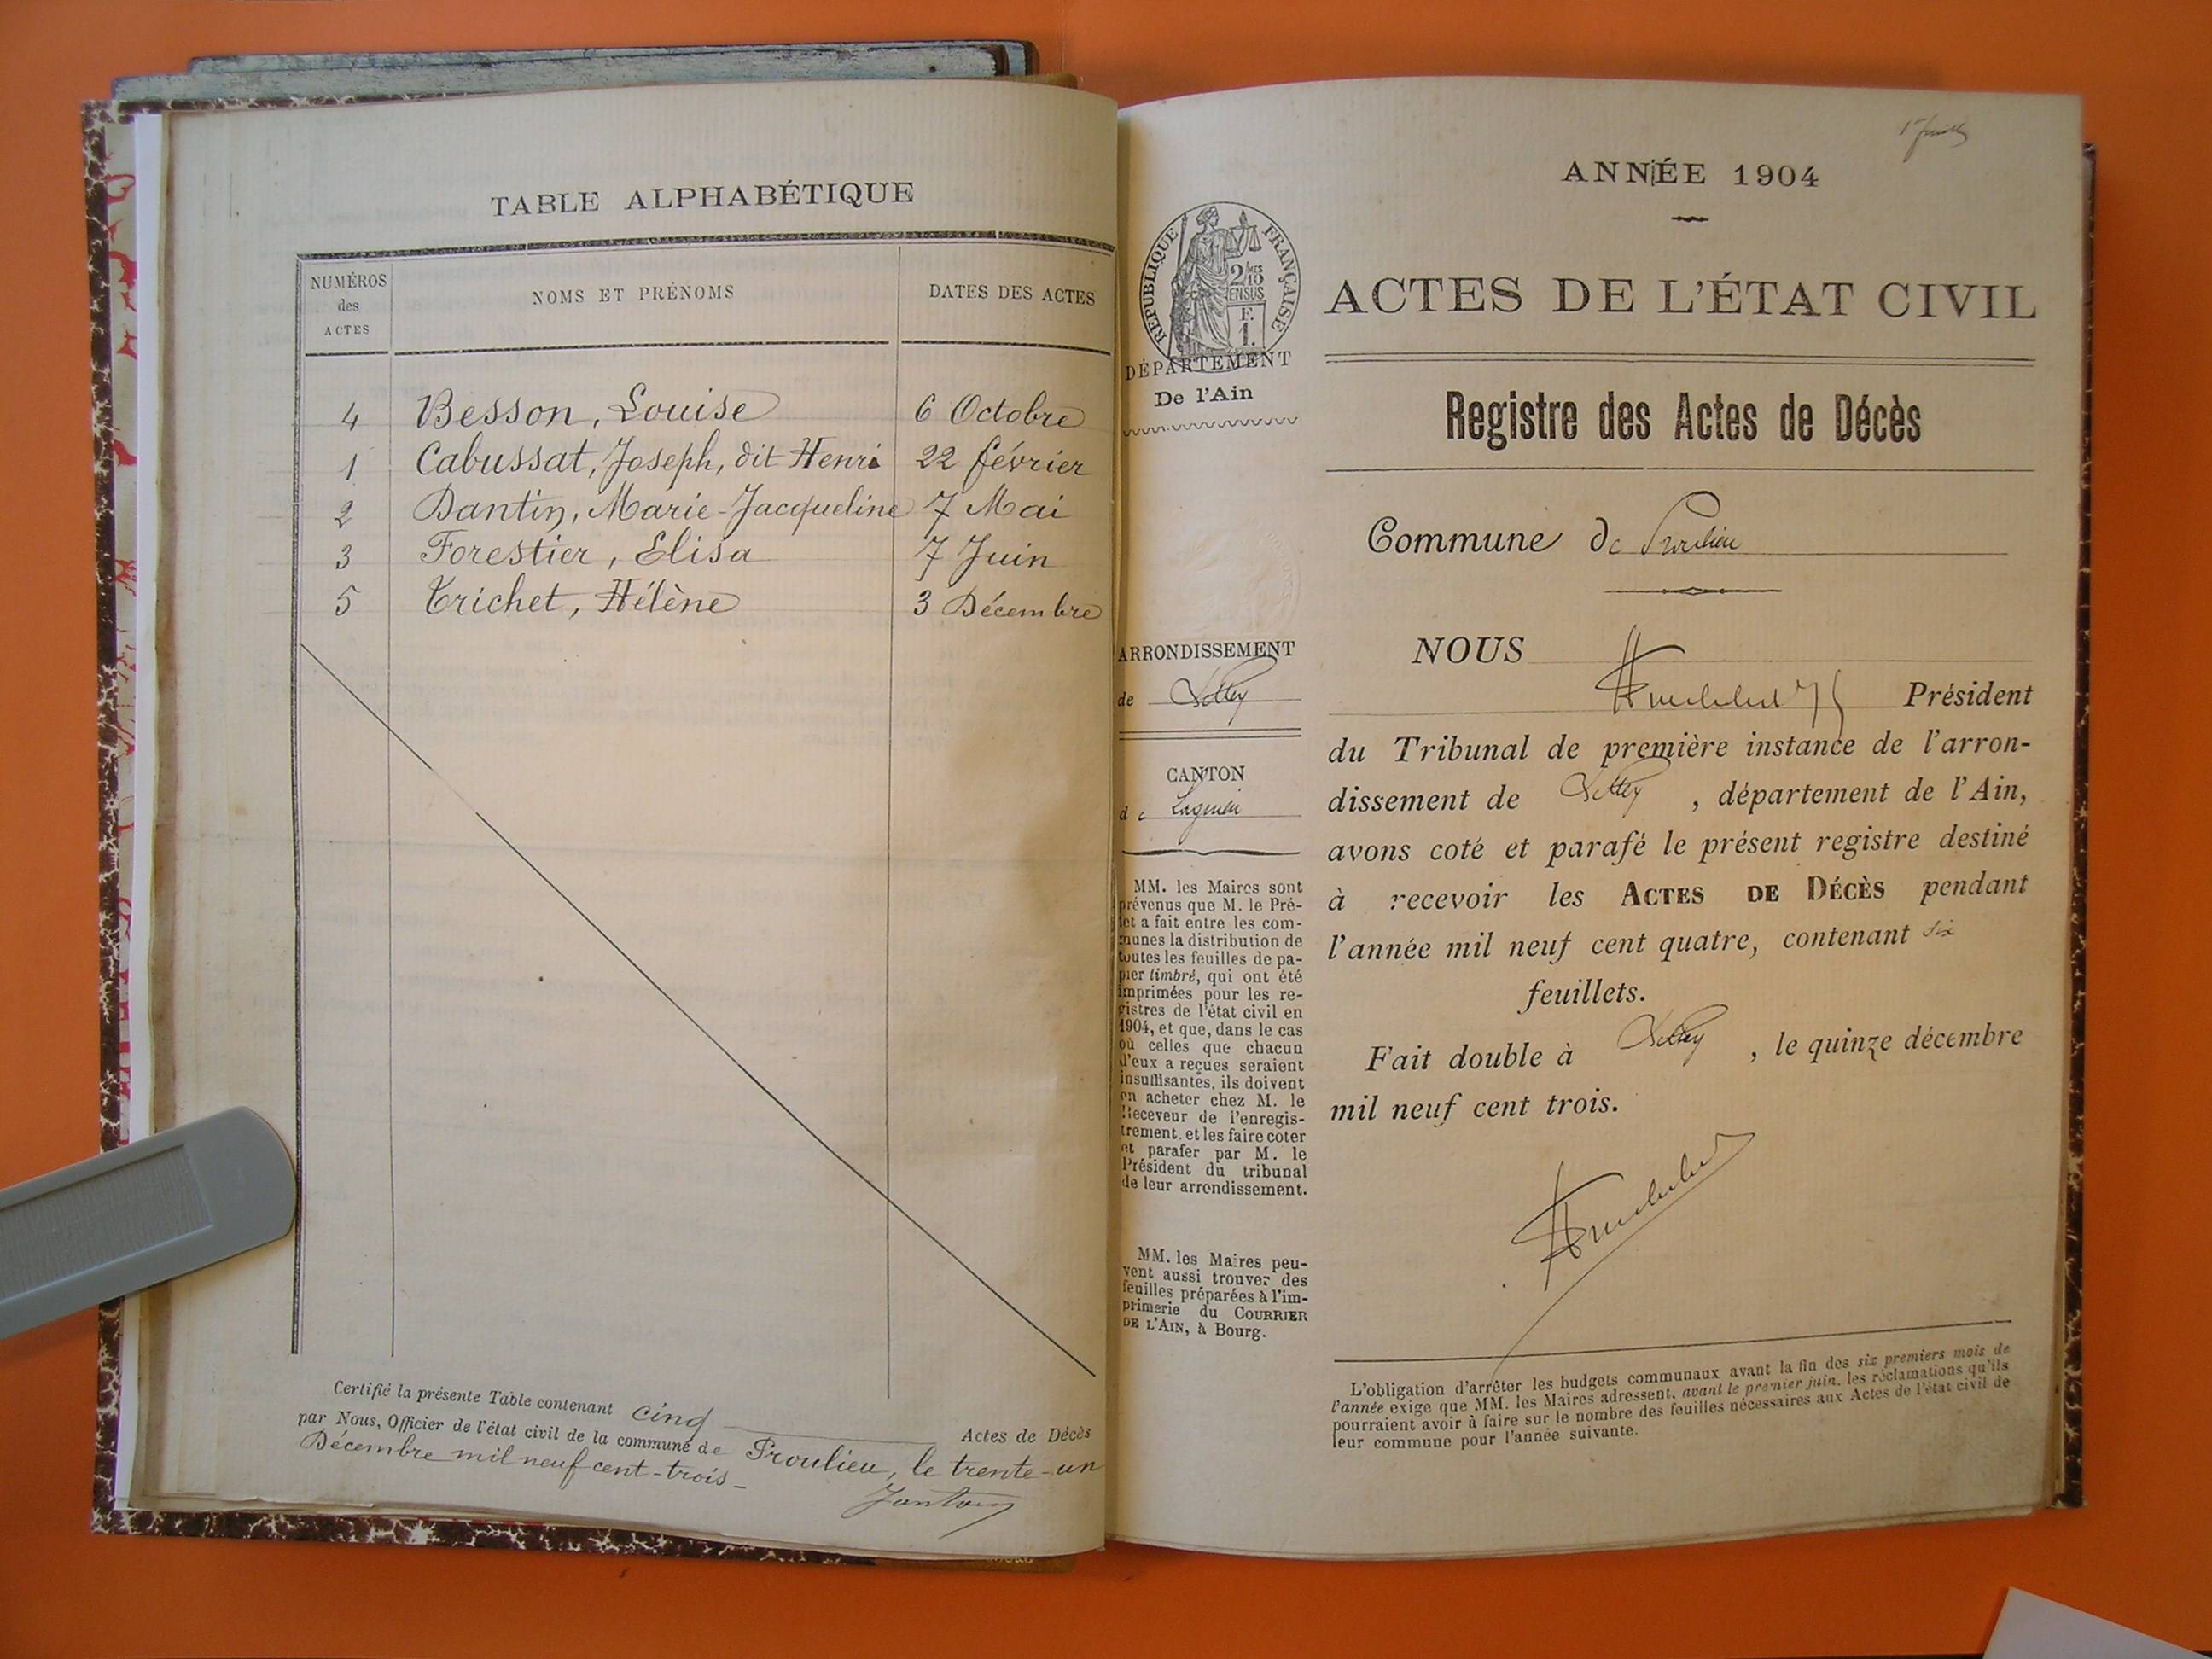 TABLE ALPHABÉTIQUE
NUMÉROS des ACTES
NOMS ET PRÉNOMS
DATES DES ACTES
4 Besson, Louise 6 Octobre
1 Cabussat, Joseph, dit Henri 22 février
2 Dantin, Marie-Jacqueline 7 Mai
3 Forestier, Elisa 7 Juin
5 Trichet, Hélène 3 Décembre
Certifié la présente Table contenant cinq Actes de Décès
par Nous, Officier de l'état civil de la commune de Proulieu, le trente-un
Décembre mil neuf cent-trois
ANNÉE 1904
RÉPUBLIQUE FRANÇAISE
2/10 EN SUS
F. 1.
DÉPARTEMENT
De l'Ain
ARRONDISSEMENT
de Belley
CANTON
de Lagnieu
MM. les Maires sont
prévenus que M. le Pré-
fet a fait entre les com-
munes la distribution de
toutes les feuilles de pa-
pier timbré, qui ont été
imprimées pour les re-
gistres de l'état civil en
1904, et que, dans le cas
où celles que chacun
d'eux a reçues seraient
insuffisantes, ils doivent
en acheter chez M. le
Receveur de l'enregis-
trement, et les faire coter
et parafer par M. le
Président du tribunal
de leur arrondissement.
MM. les Maires peu-
vent aussi trouver des
feuilles préparées à l'im-
primerie du COURRIER
DE L'AIN, à Bourg.
ACTES DE L'ÉTAT CIVIL
Registre des Actes de Décès
Commune de Proulieu
NOUS
Président
du Tribunal de première instance de l'arron-
dissement de Belley, département de l'Ain,
avons coté et parafé le présent registre destiné
à recevoir les ACTES DE DÉCÈS pendant
l'année mil neuf cent quatre, contenant six
feuillets.
Fait double à Belley, le quinze décembre
mil neuf cent trois.
L'obligation d'arrêter les budgets communaux avant la fin des six premiers mois de
l'année exige que MM. les Maires adressent, avant le premier juin, les réclamations qu'ils
pourraient avoir à faire sur le nombre des feuilles nécessaires aux Actes de l'état civil de
leur commune pour l'année suivante.